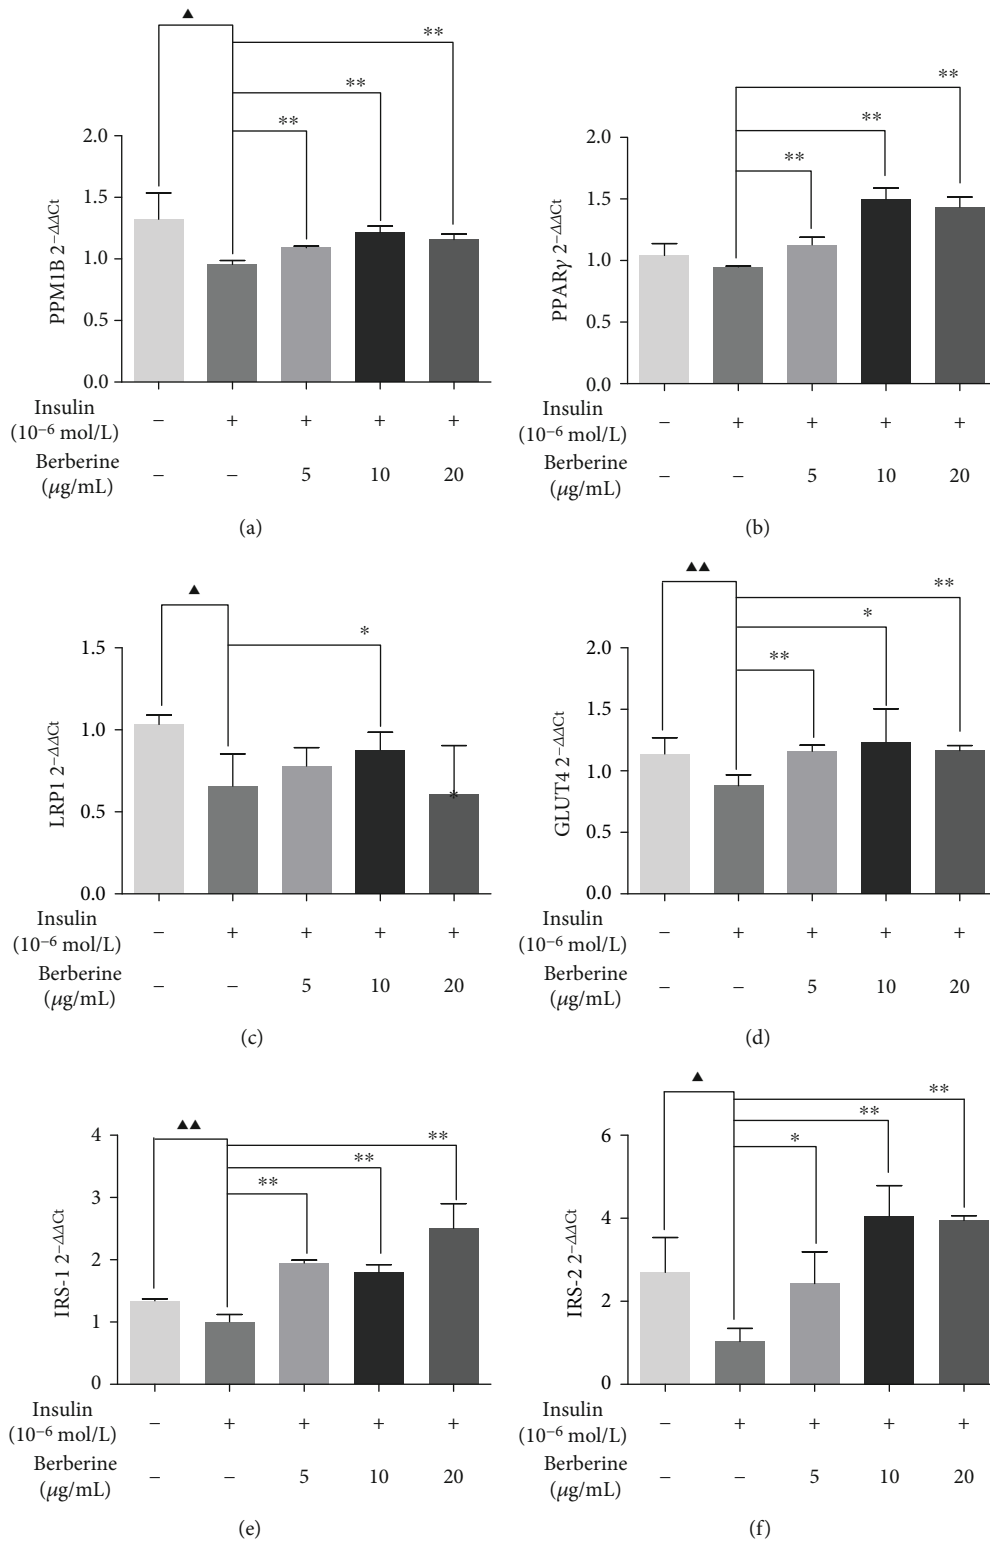 ▲
**
**
**
PPM1B 2−ΔΔCt
2.0
1.5
1.0
0.5
0.0
Insulin
(10−6 mol/L)
− + + + +
Berberine
(μg/mL)
− − 5 10 20
(a)
**
**
**
PPARγ 2−ΔΔCt
2.0
1.5
1.0
0.5
0.0
Insulin
(10−6 mol/L)
− + + + +
Berberine
(μg/mL)
− − 5 10 20
(b)
▲
*
LRP1 2−ΔΔCt
1.5
1.0
0.5
0.0
*
Insulin
(10−6 mol/L)
− + + + +
Berberine
(μg/mL)
− − 5 10 20
(c)
▲▲
**
*
**
GLUT4 2−ΔΔCt
2.0
1.5
1.0
0.5
0.0
Insulin
(10−6 mol/L)
− + + + +
Berberine
(μg/mL)
− − 5 10 20
(d)
▲▲
**
**
**
IRS-1 2−ΔΔCt
4
3
2
1
0
Insulin
(10−6 mol/L)
− + + + +
Berberine
(μg/mL)
− − 5 10 20
(e)
▲
**
**
*
IRS-2 2−ΔΔCt
6
4
2
0
Insulin
(10−6 mol/L)
− + + + +
Berberine
(μg/mL)
− − 5 10 20
(f)